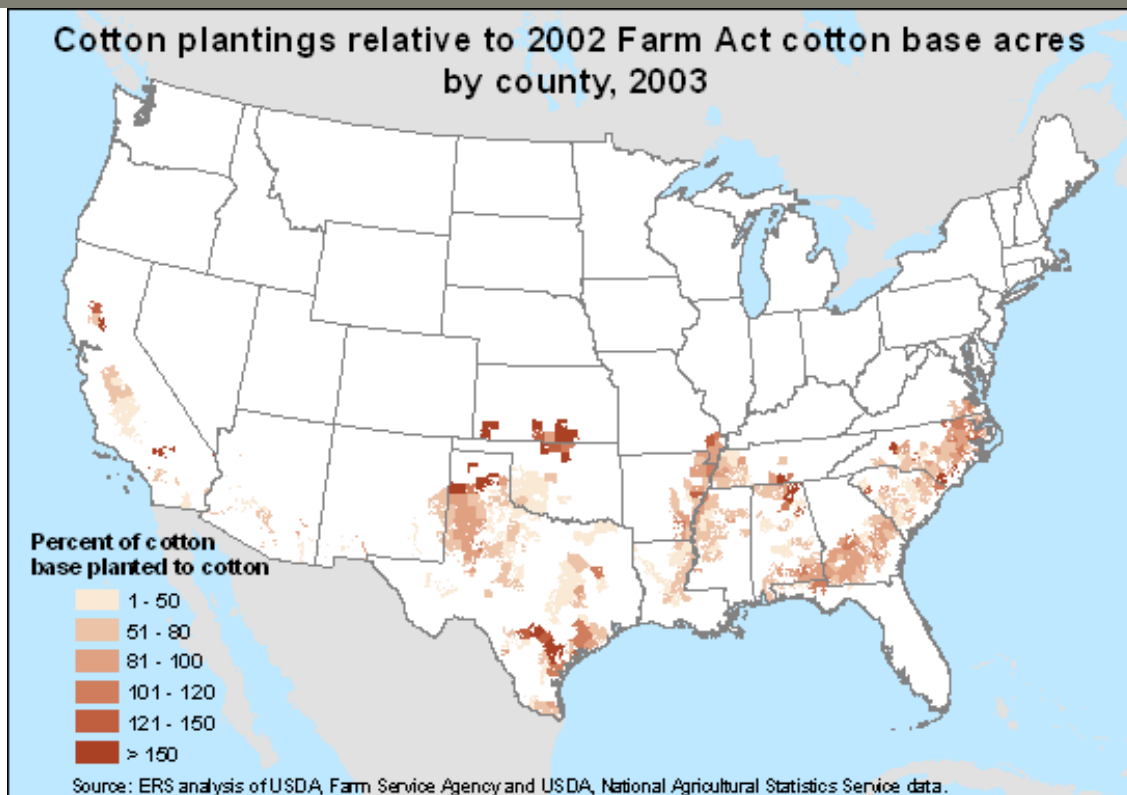 Cotton plantings relative to 2002 Farm Act cotton base acres
by county, 2003
Percent of cotton
base planted to cotton
1 - 50
51 - 80
81 - 100
101 - 120
121 - 150
> 150
Source: ERS analysis of USDA, Farm Service Agency and USDA, National Agricultural Statistics Service data.